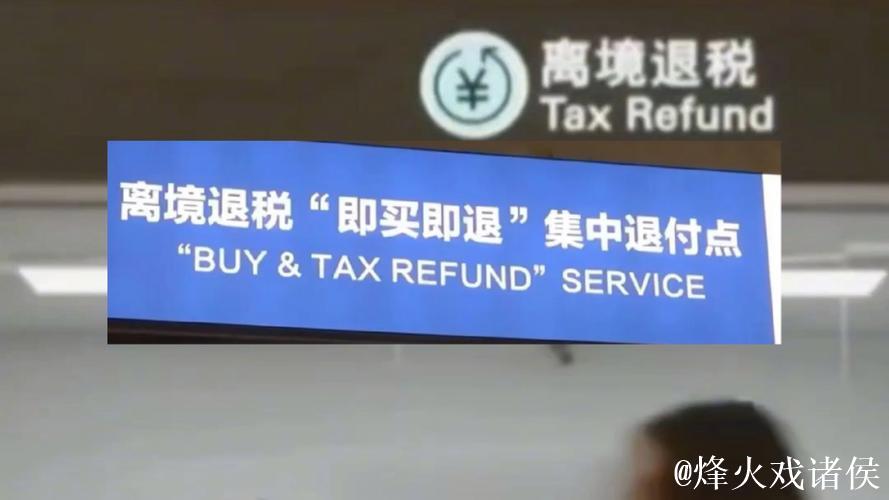 离境退税
Tax Refund
离境退税“即买即退”集中退付点
“BUY & TAX REFUND” SERVICE
@烽火戏诸侯